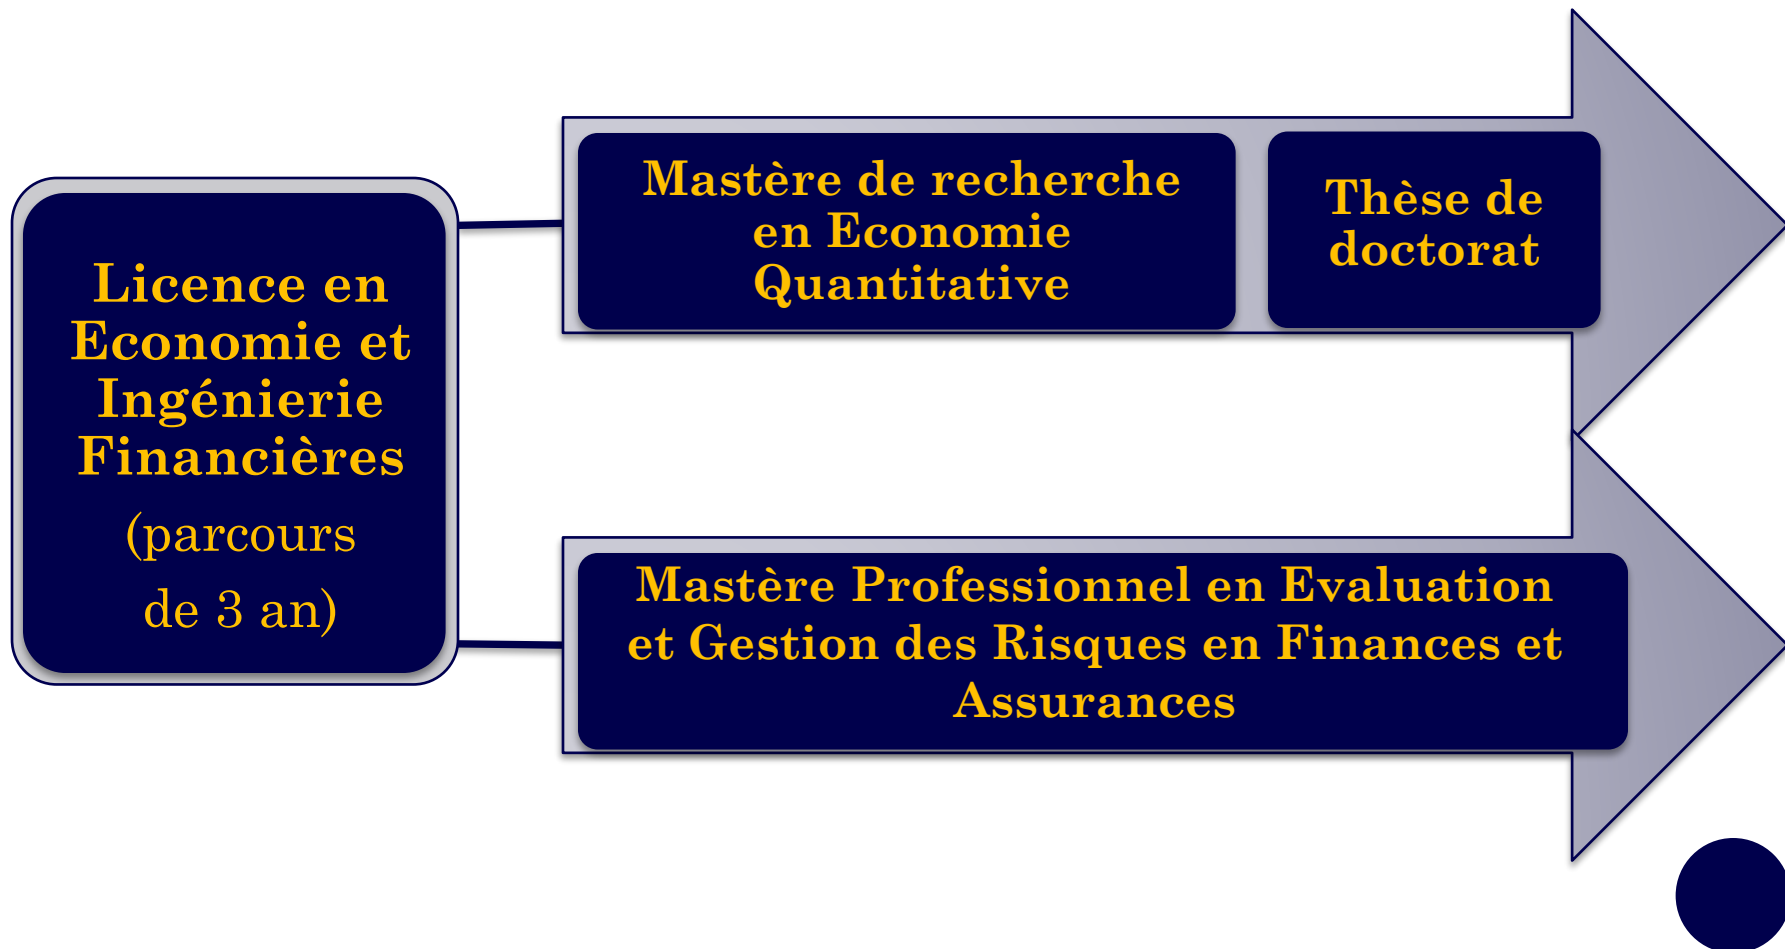 Licence en
Economie et
Ingénierie
Financières
(parcours
de 3 an)
Mastère de recherche
en Economie
Quantitative
Thèse de
doctorat
Mastère Professionnel en Evaluation
et Gestion des Risques en Finances et
Assurances